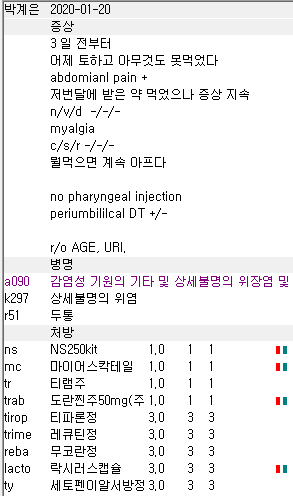 박계은 2020-01-20
증상
3 일 전부터
어제 토하고 아무것도 못먹었다
abdomianl pain +
저번달에 받은 약 먹었으나 증상 지속
n/v/d -/-/-
myalgia
c/s/r -/-/-
뭘먹으면 계속 아프다
no pharyngeal injection
periumbililcal DT +/-
r/o AGE, URI,
병명
a090 감염성 기원의 기타 및 상세불명의 위장염 및
k297 상세불명의 위염
r51 두통
처방
ns NS250kit 1,0 1 1
mc 마이어스칵테일 1,0 1 1
tr 티랩주 1,0 1 1
trab 도란찐주50mg(주 1,0 1 1
tirop 티파론정 3,0 3 3
trime 레큐틴정 3,0 3 3
reba 무코란정 3,0 3 3
lacto 락시러스캡슐 3,0 3 3
ty 세토펜이알서방정 3,0 3 3